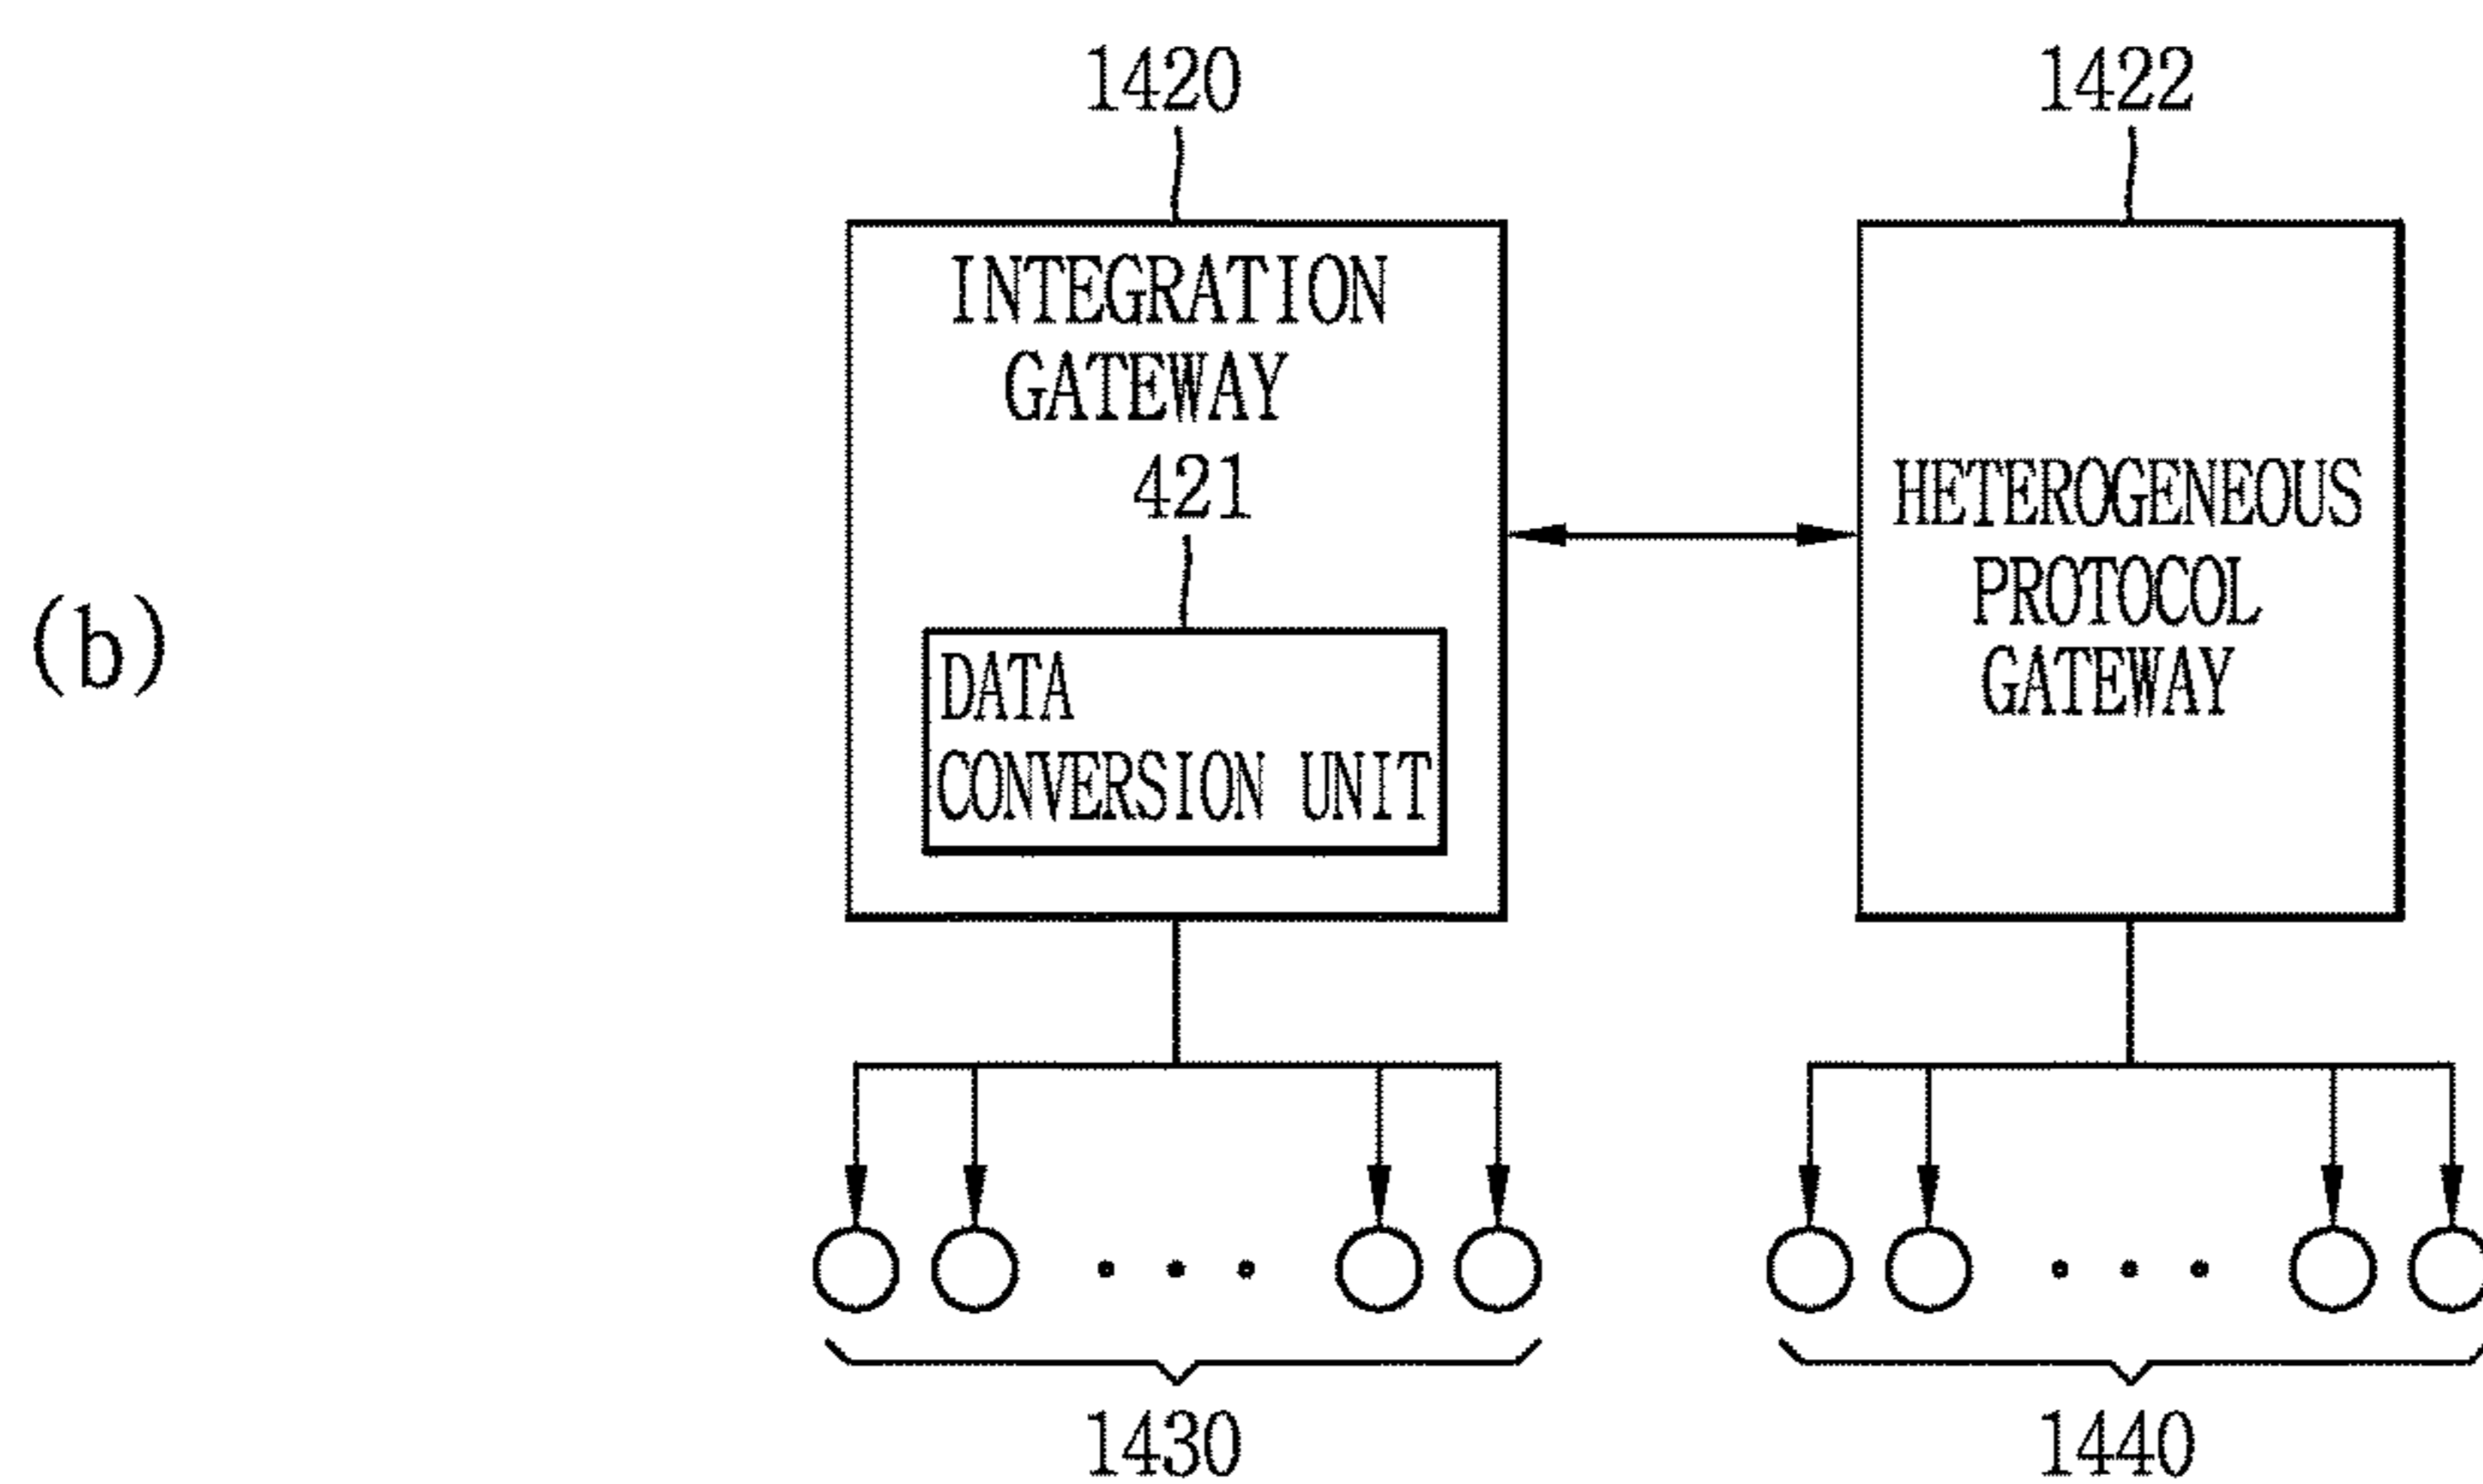 1420
1422
INTEGRATION
GATEWAY
421
HETEROGENEOUS
PROTOCOL
GATEWAY
(b)
DATA
CONVERSION UNIT
1430
1440